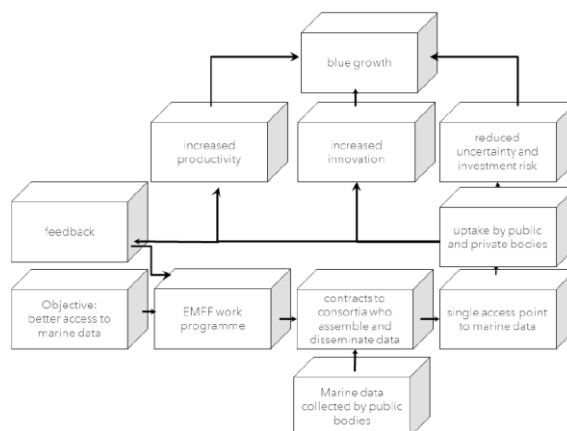 blue growth
increased
productivity
increased
innovation
reduced
uncertainty and
investment risk
feedback
uptake by public
and private bodies
Objective:
better access to
marine data
EMFF work
programme
contracts to
consortia who
assemble and
disseminate data
single access point
to marine data
Marine data
collected by public
bodies